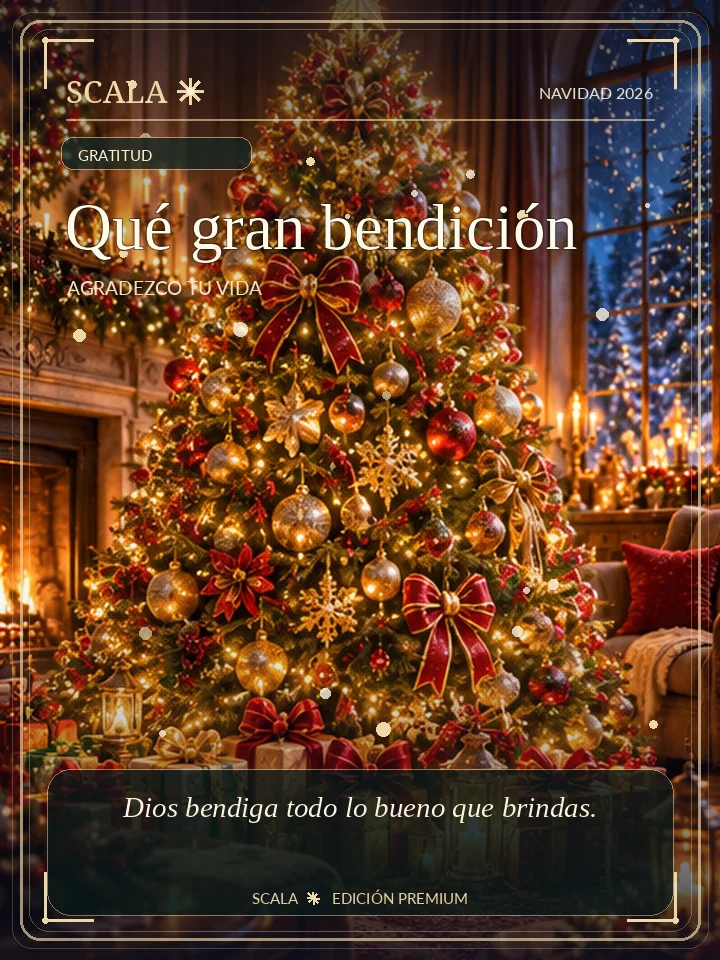 SCALA
NAVIDAD 2026
GRATITUD
Qué gran bendición
AGRADEZCO TU VIDA
Dios bendiga todo lo bueno que brindas.
SCALA EDICIÓN PREMIUM